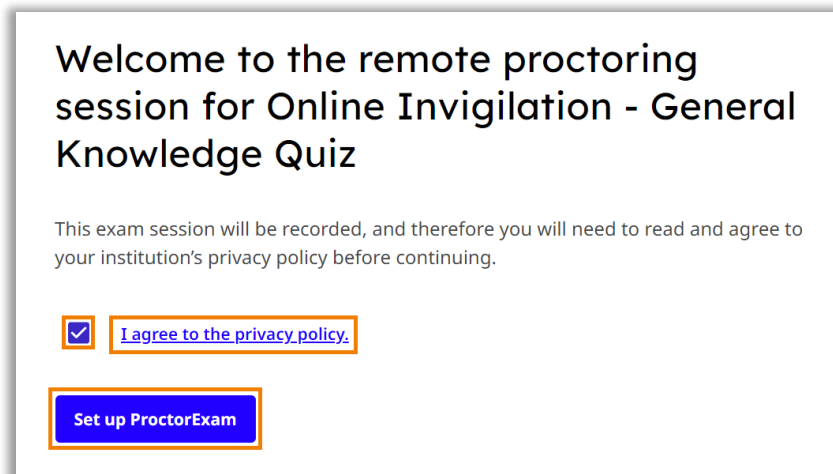 Welcome to the remote proctoring
session for Online Invigilation - General
Knowledge Quiz
This exam session will be recorded, and therefore you will need to read and agree to
your institution’s privacy policy before continuing.
I agree to the privacy policy.
Set up ProctorExam